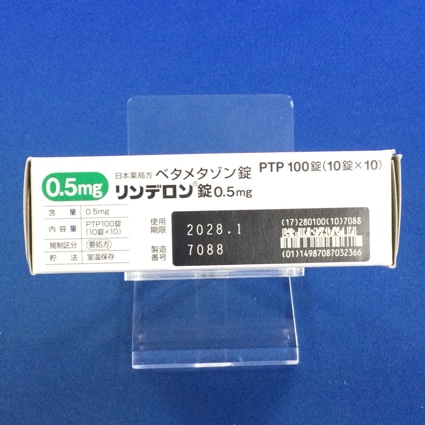 0.5mg
日本薬局方 ベタメタゾン錠 PTP 100錠(10錠×10)
リンデロン®錠0.5mg
含量 0.5mg
内容量 PTP100錠
(10錠×10)
規制区分 要処方
貯法 室温保存
使用
期限 2028.1
製造
番号 7088
(17)280100(10)7088
(01)14987087032366